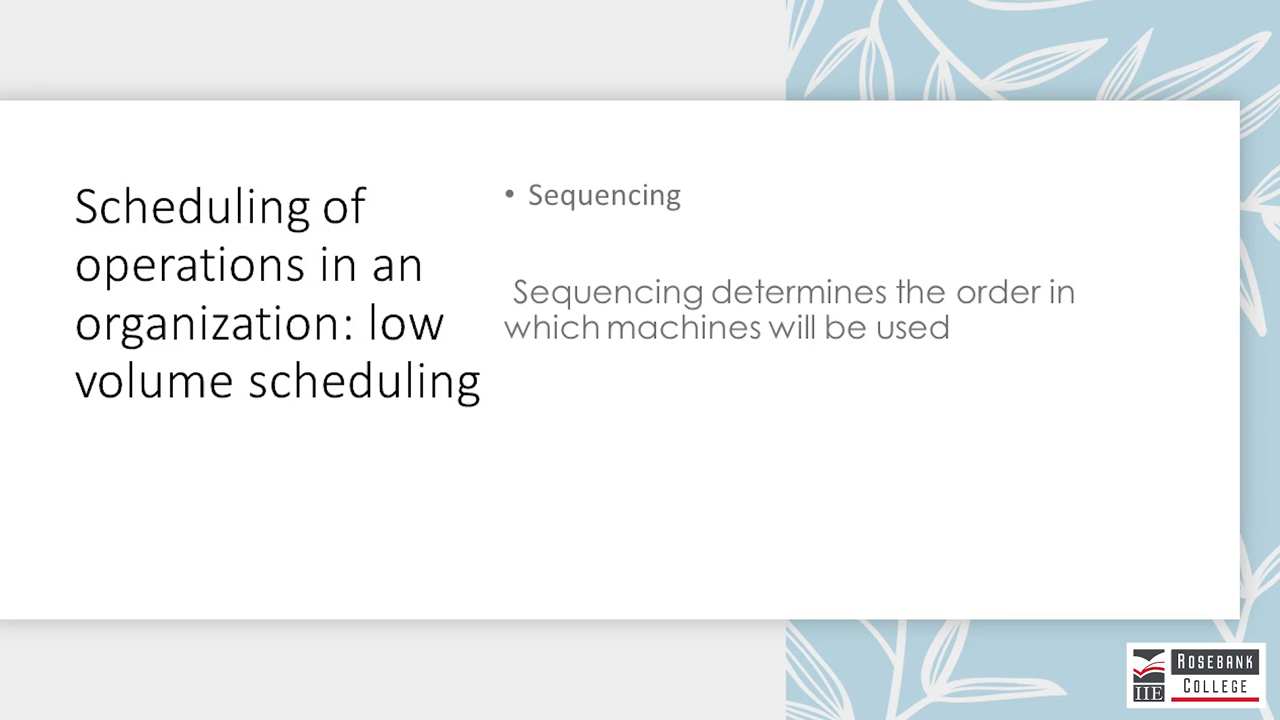 Scheduling of
operations in an
organization: low
volume scheduling
• Sequencing
Sequencing determines the order in
which machines will be used
IIE
ROSEBANK
COLLEGE